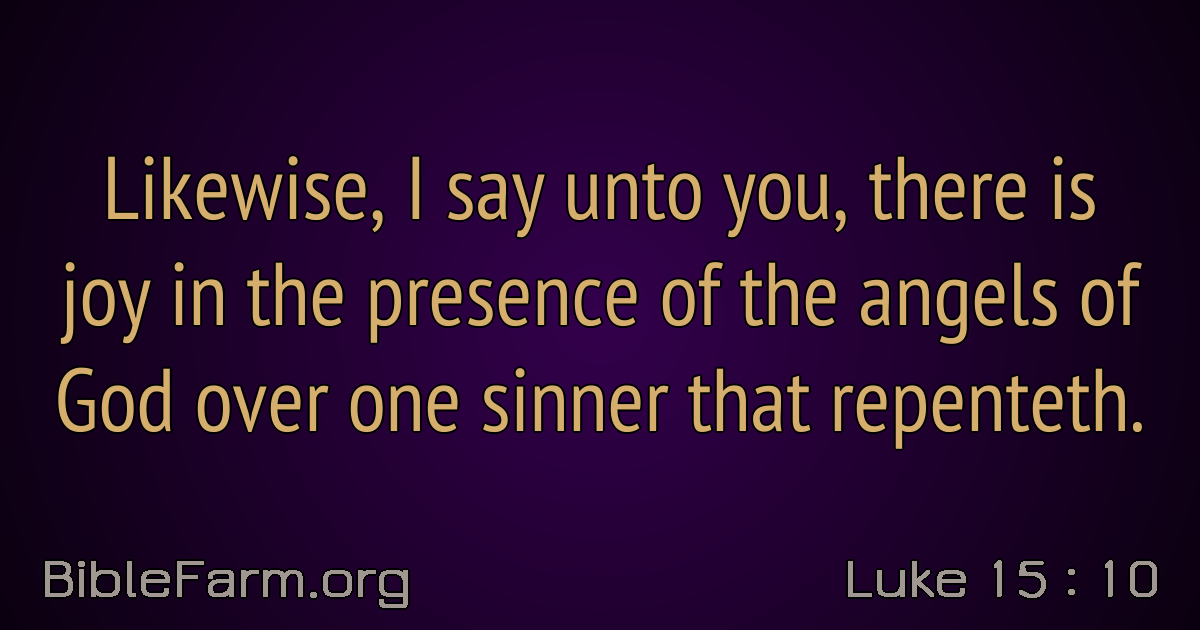 Likewise, I say unto you, there is
joy in the presence of the angels of
God over one sinner that repenteth.
BibleFarm.org
Luke 15 : 10